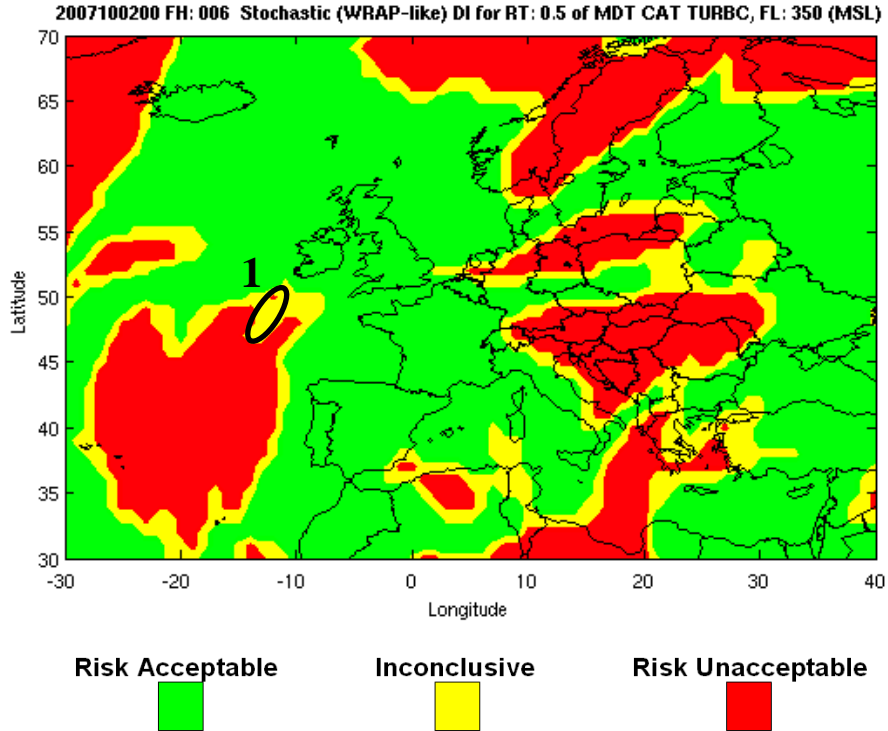 2007100200 FH: 006 Stochastic (WRAP-like) DI for RT: 0.5 of MDT CAT TURBC, FL: 350 (MSL)
70
65
60
55
50
45
40
35
30
Latitude
1
-30 -20 -10 0 10 20 30 40
Longitude
Risk Acceptable Inconclusive Risk Unacceptable